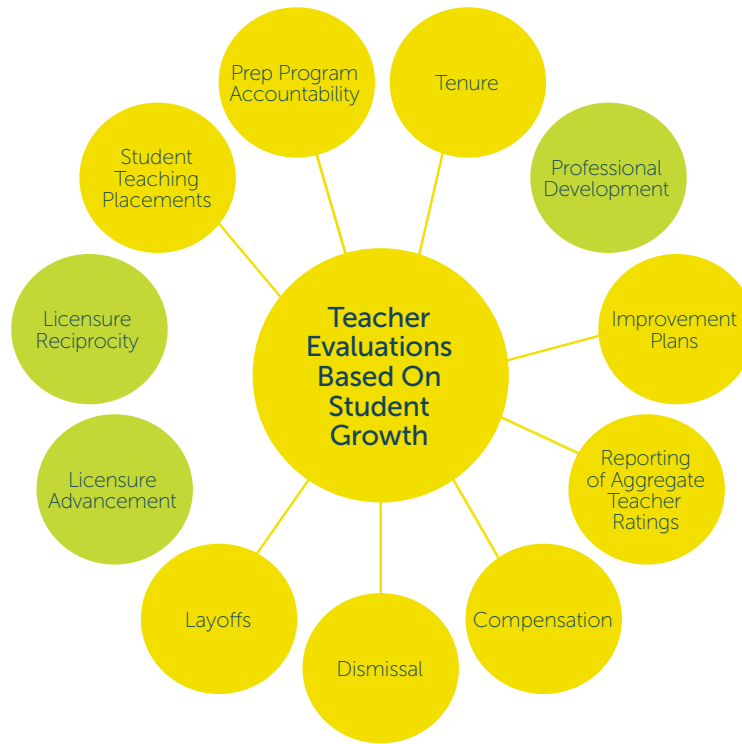 Prep Program
Accountability
Tenure
Student
Teaching
Placements
Professional
Development
Licensure
Reciprocity
Teacher
Evaluations
Based On
Student
Growth
Improvement
Plans
Licensure
Advancement
Reporting
of Aggregate
Teacher
Ratings
Layoffs
Dismissal
Compensation